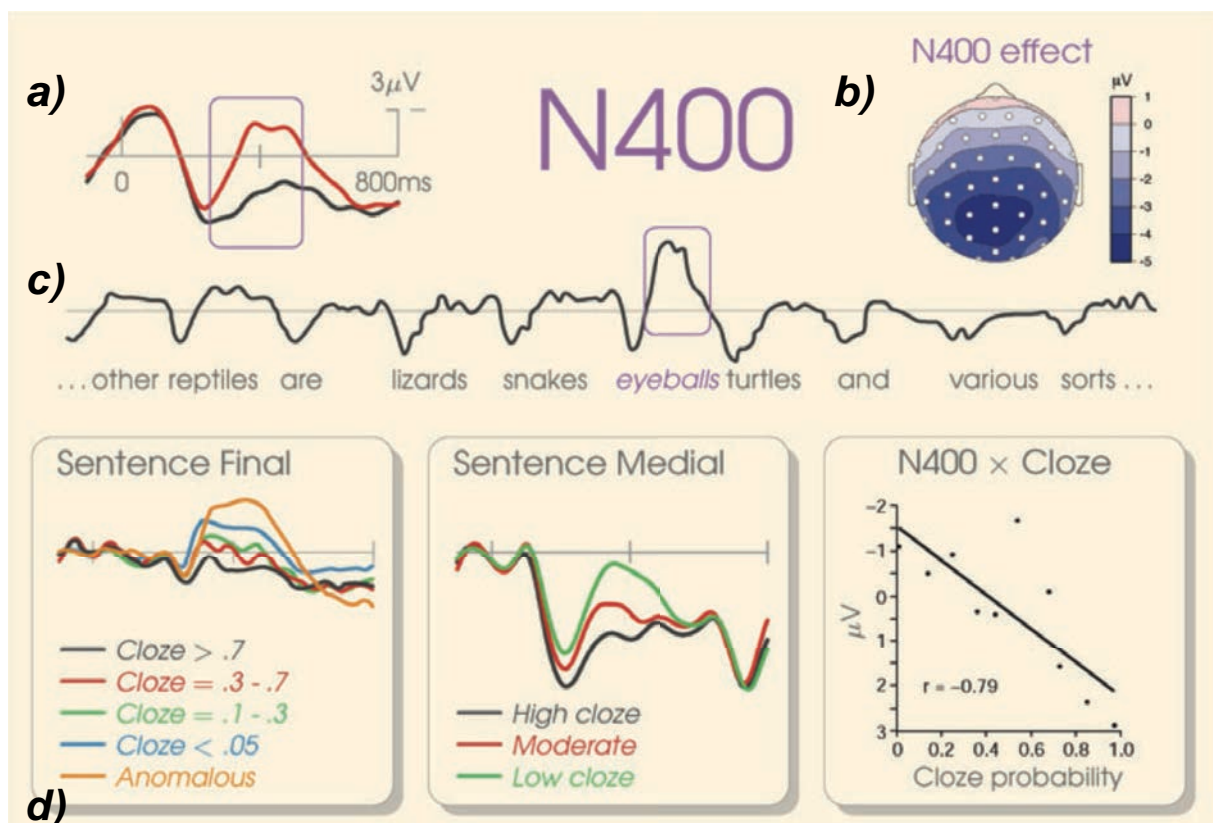 a)
3µV
0
800ms
N400
b)
N400 effect
µV
1
0
-1
-2
-3
-4
-5
c)
...other reptiles are lizards snakes eyeballs turtles and various sorts...
Sentence Final
Cloze > .7
Cloze = .3 - .7
Cloze = .1 - .3
Cloze < .05
Anomalous
Sentence Medial
High cloze
Moderate
Low cloze
N400 × Cloze
µV
-2
-1
0
1
2
3
r = -0.79
0 0.2 0.4 0.6 0.8 1.0
Cloze probability
d)